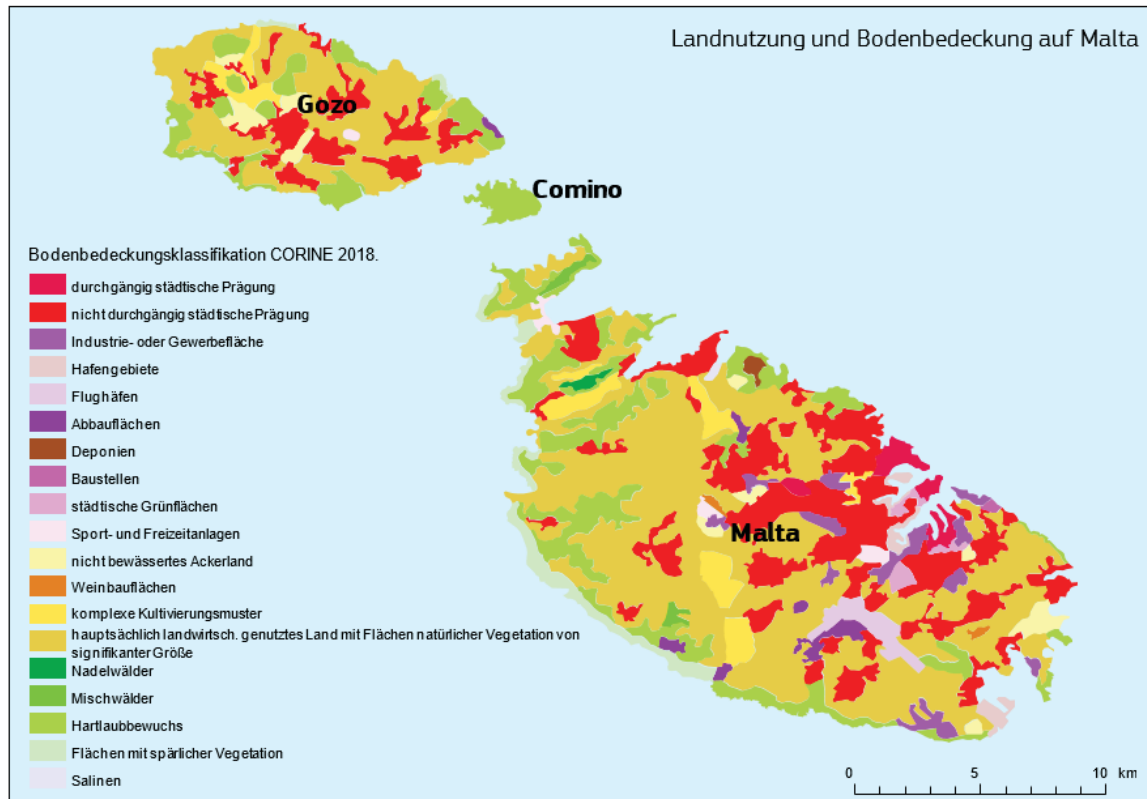 Landnutzung und Bodenbedeckung auf Malta
Gozo
Comino
Bodenbedeckungsklassifikation CORINE 2018.
durchgängig städtische Prägung
nicht durchgängig städtische Prägung
Industrie- oder Gewerbefläche
Hafengebiete
Flughäfen
Abbauflächen
Deponien
Baustellen
städtische Grünflächen
Sport- und Freizeitanlagen
nicht bewässertes Ackerland
Weinbauflächen
komplexe Kultivierungsmuster
hauptsächlich landwirtsch. genutztes Land mit Flächen natürlicher Vegetation von
signifikanter Größe
Nadelwälder
Mischwälder
Hartlaubbewuchs
Flächen mit spärlicher Vegetation
Salinen
Malta
0 5 10 km